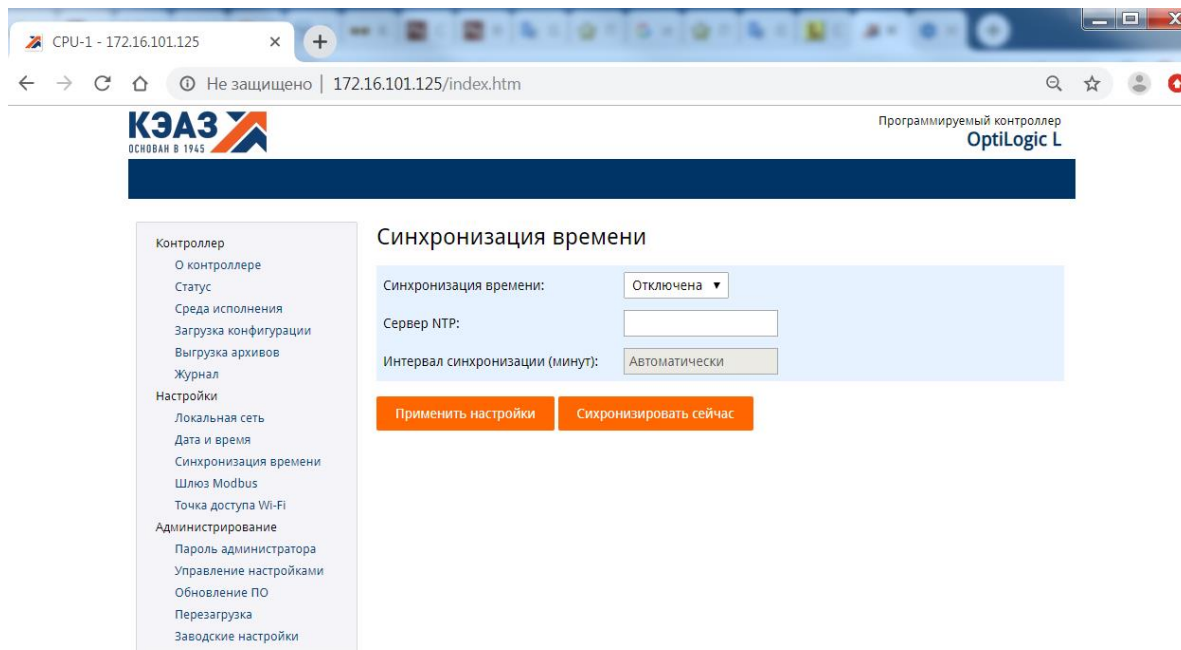 CPU-1 - 172.16.101.125
Не защищено | 172.16.101.125/index.htm
КЭАЗ
ОСНОВАН В 1945
Программируемый контроллер
OptiLogic L
Контроллер
О контроллере
Статус
Среда исполнения
Загрузка конфигурации
Выгрузка архивов
Журнал
Настройки
Локальная сеть
Дата и время
Синхронизация времени
Шлюз Modbus
Точка доступа Wi-Fi
Администрирование
Пароль администратора
Управление настройками
Обновление ПО
Перезагрузка
Заводские настройки
Синхронизация времени
Синхронизация времени: Отключена
Сервер NTP:
Интервал синхронизации (минут): Автоматически
Применить настройки Сихронизировать сейчас